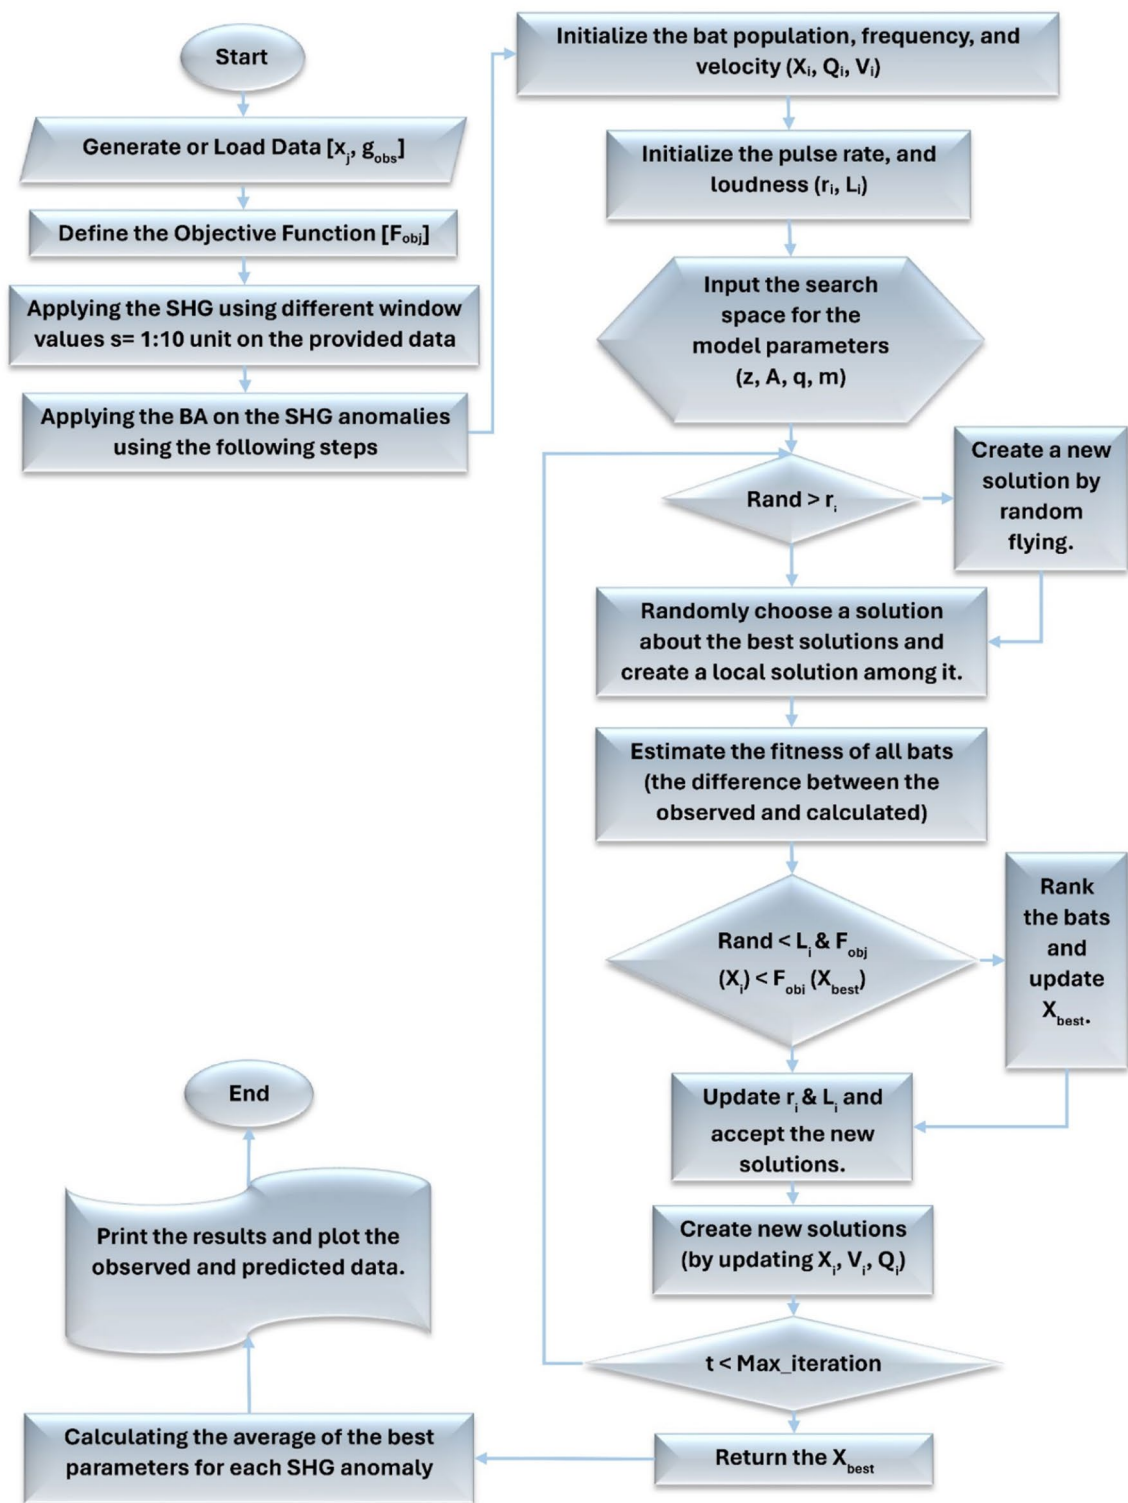 Start
Generate or Load Data [xⱼ, g_obs]
Define the Objective Function [F_obj]
Applying the SHG using different window
values s= 1:10 unit on the provided data
Applying the BA on the SHG anomalies
using the following steps
Initialize the bat population, frequency, and
velocity (Xᵢ, Qᵢ, Vᵢ)
Initialize the pulse rate, and
loudness (rᵢ, Lᵢ)
Input the search
space for the
model parameters
(z, A, q, m)
Rand > rᵢ
Create a new
solution by
random
flying.
Randomly choose a solution
about the best solutions and
create a local solution among it.
Estimate the fitness of all bats
(the difference between the
observed and calculated)
Rand < Lᵢ & F_obj
(Xᵢ) < F_obj (X_best)
Rank
the bats
and
update
X_best.
Update rᵢ & Lᵢ and
accept the new
solutions.
Create new solutions
(by updating Xᵢ, Vᵢ, Qᵢ)
t < Max_iteration
Return the X_best
Calculating the average of the best
parameters for each SHG anomaly
Print the results and plot the
observed and predicted data.
End